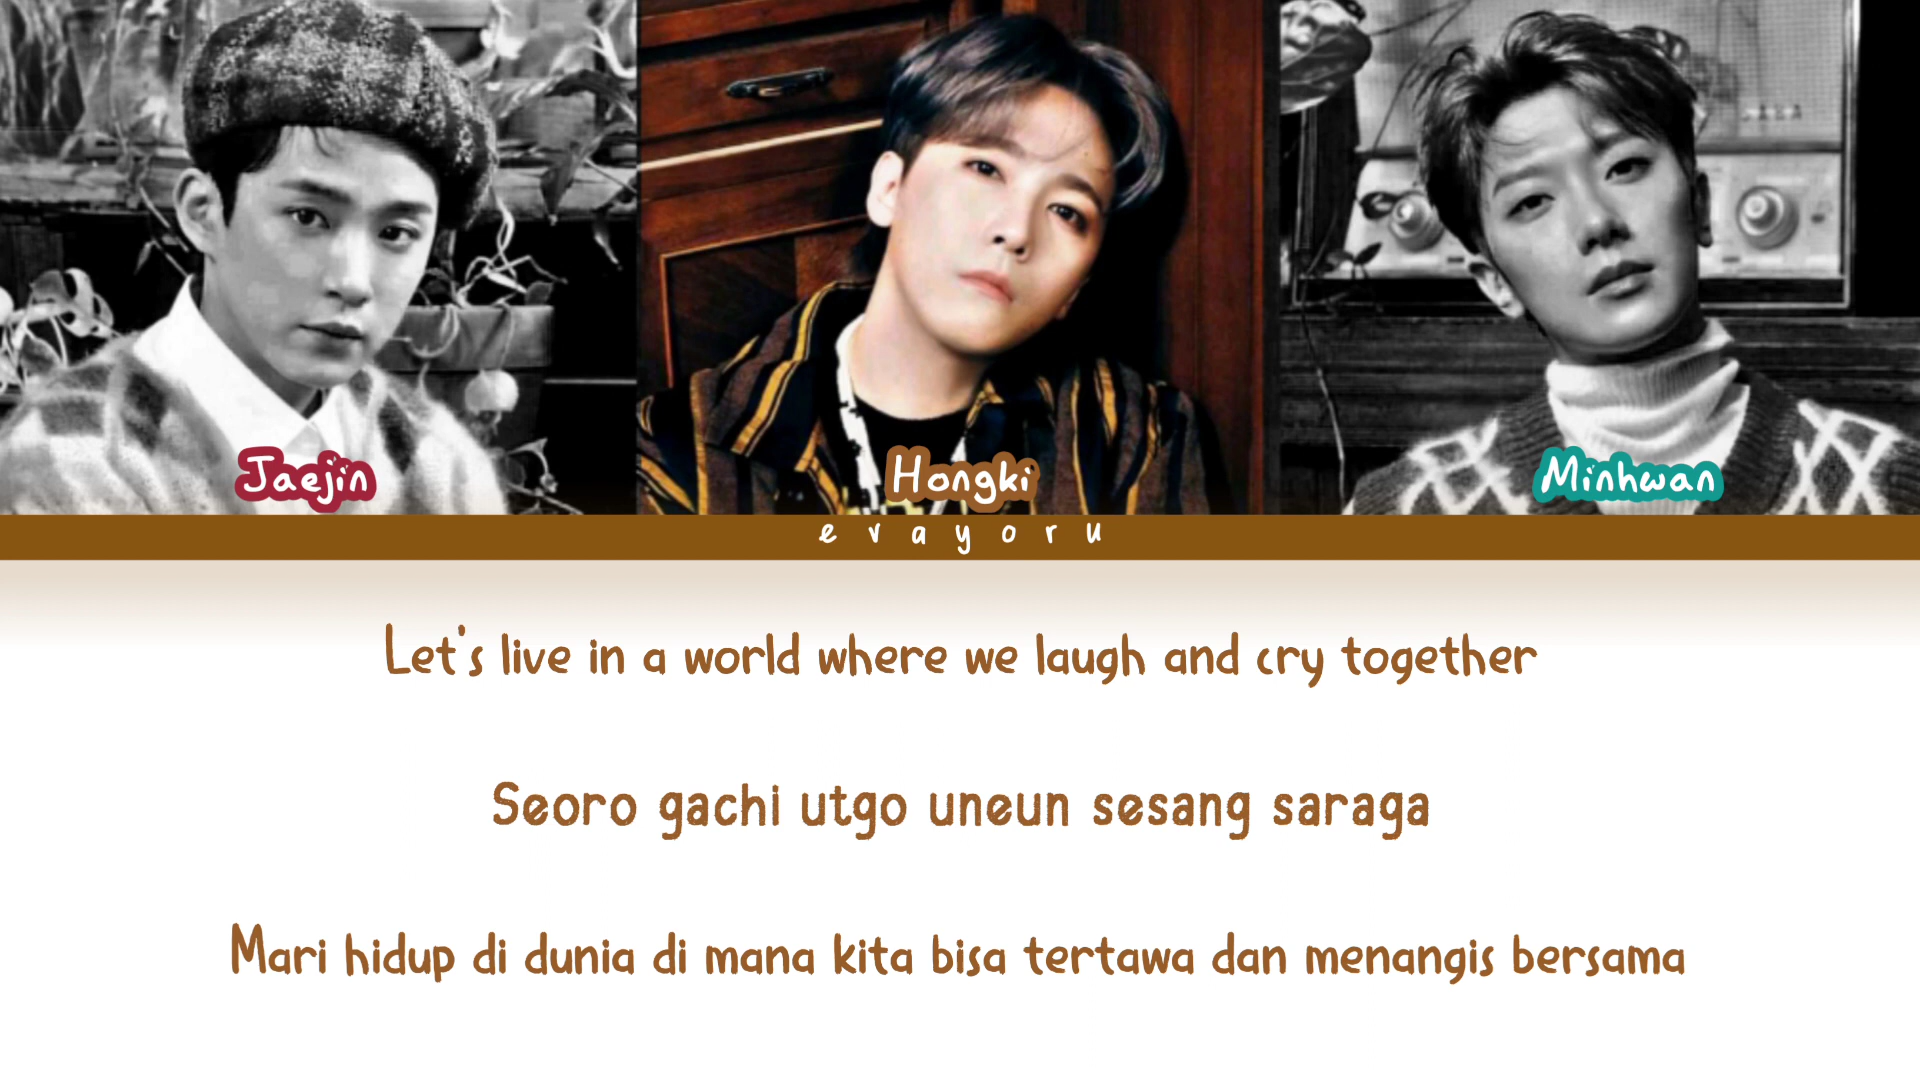 Jaejin
Hongki
Minhwan
evayoru
Let's live in a world where we laugh and cry together
Seoro gachi utgo uneun sesang saraga
Mari hidup di dunia di mana kita bisa tertawa dan menangis bersama